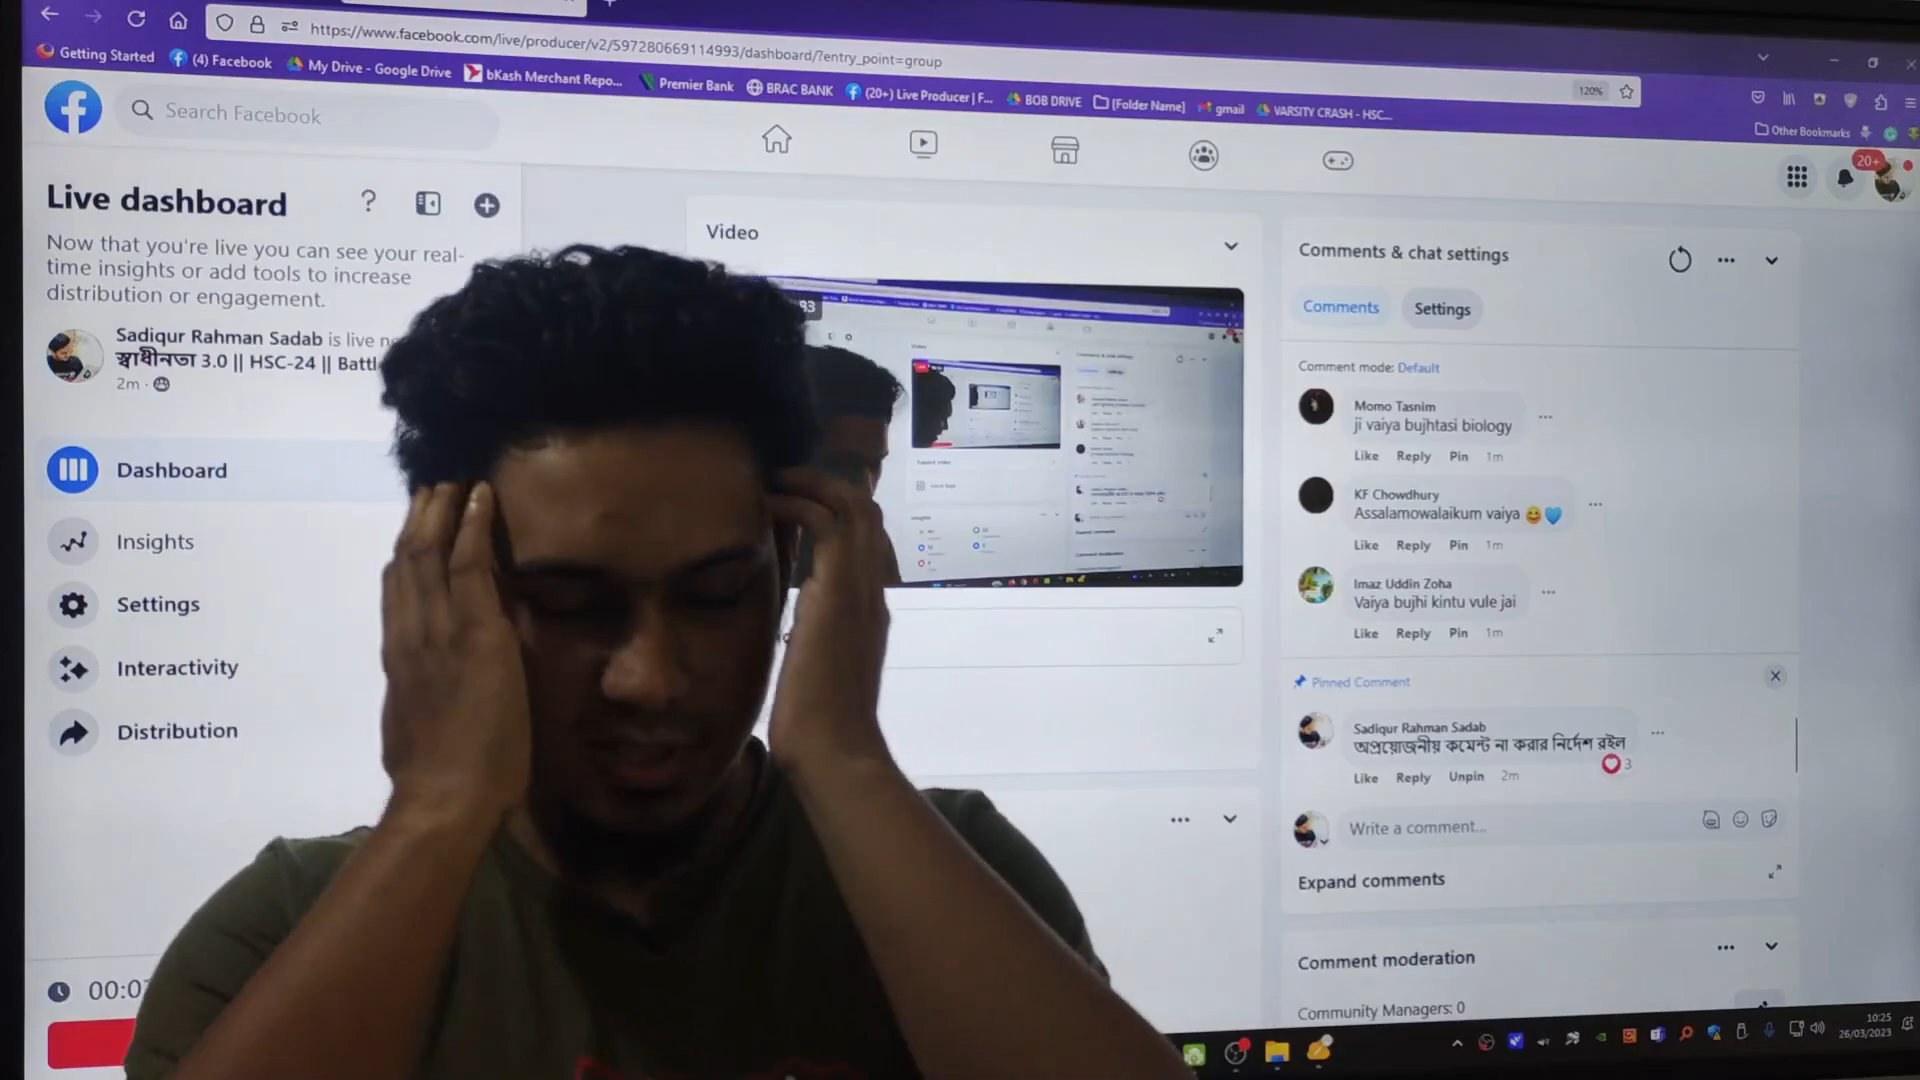 https://www.facebook.com/live/producer/v2/597280669114993/dashboard/?entry_point=group
120%
Getting Started
(4) Facebook
My Drive - Google Drive
bKash Merchant Repo...
Premier Bank
BRAC BANK
(20+) Live Producer | F...
BOB DRIVE
[Folder Name]
gmail
VARSITY CRASH - HSC...
Other Bookmarks
Search Facebook
20+
Live dashboard
Now that you're live you can see your real-
time insights or add tools to increase
distribution or engagement.
Sadiqur Rahman Sadab is live
স্বাধীনতা 3.0 || HSC-24 || Battl
2m
Dashboard
Insights
Settings
Interactivity
Distribution
Video
Comments & chat settings
Comments
Settings
Comment mode: Default
Momo Tasnim
ji vaiya bujhtasi biology
Like Reply Pin 1m
KF Chowdhury
Assalamowalaikum vaiya 😊💙
Like Reply Pin 1m
Imaz Uddin Zoha
Vaiya bujhi kintu vule jai
Like Reply Pin 1m
Pinned Comment
Sadiqur Rahman Sadab
অপ্রয়োজনীয় কমেন্ট না করার নির্দেশ রইল
3
Like Reply Unpin 2m
Write a comment...
Expand comments
Comment moderation
Community Managers: 0
10:25
26/03/2023